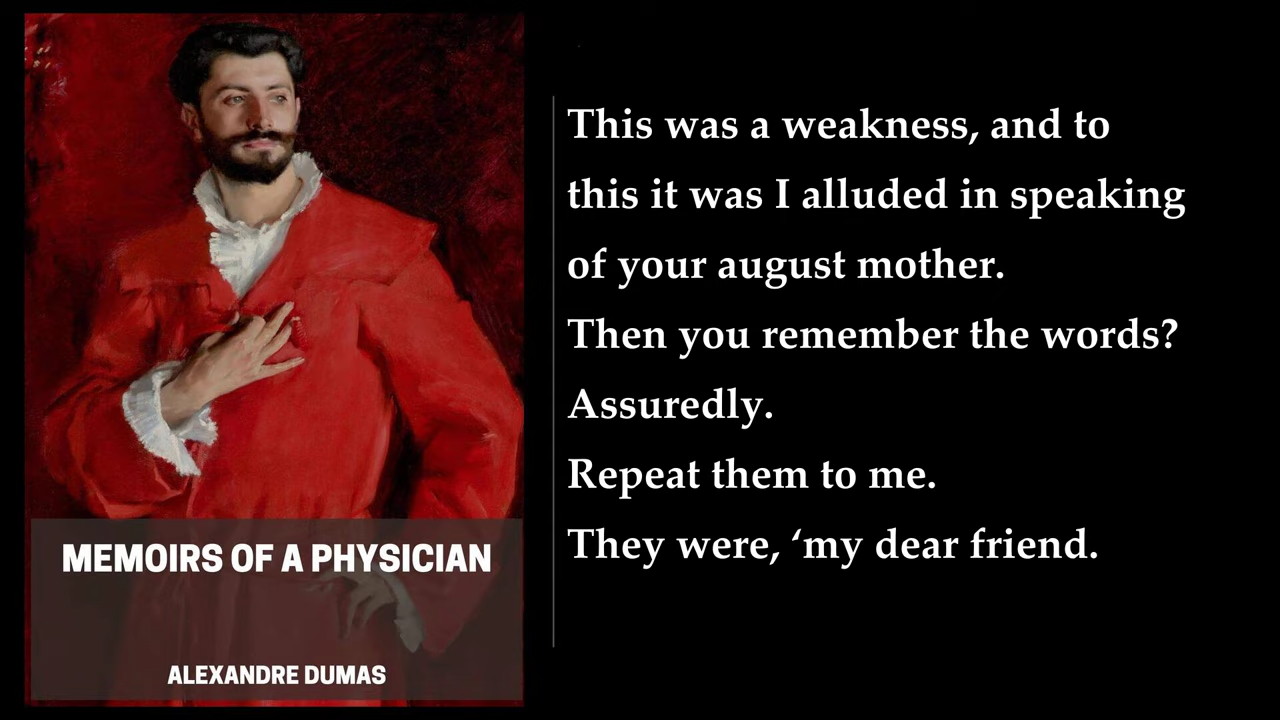 MEMOIRS OF A PHYSICIAN
ALEXANDRE DUMAS
This was a weakness, and to
this it was I alluded in speaking
of your august mother.
Then you remember the words?
Assuredly.
Repeat them to me.
They were, ‘my dear friend.